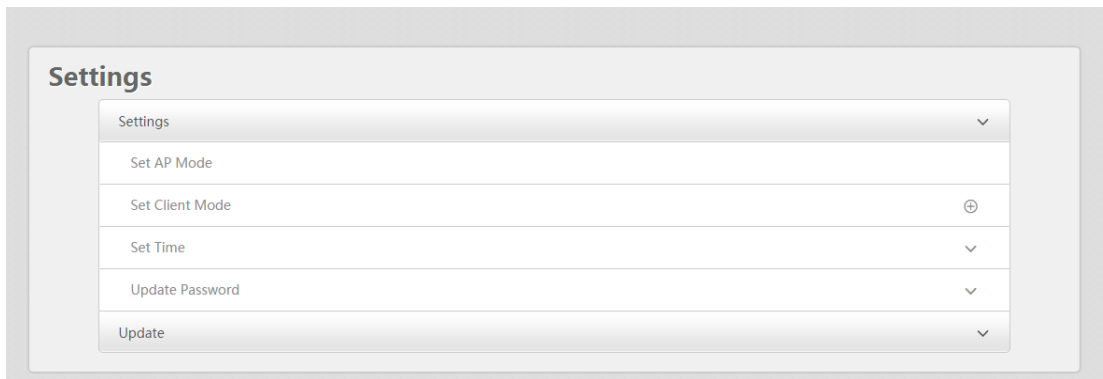 Settings
Settings
Set AP Mode
Set Client Mode
Set Time
Update Password
Update